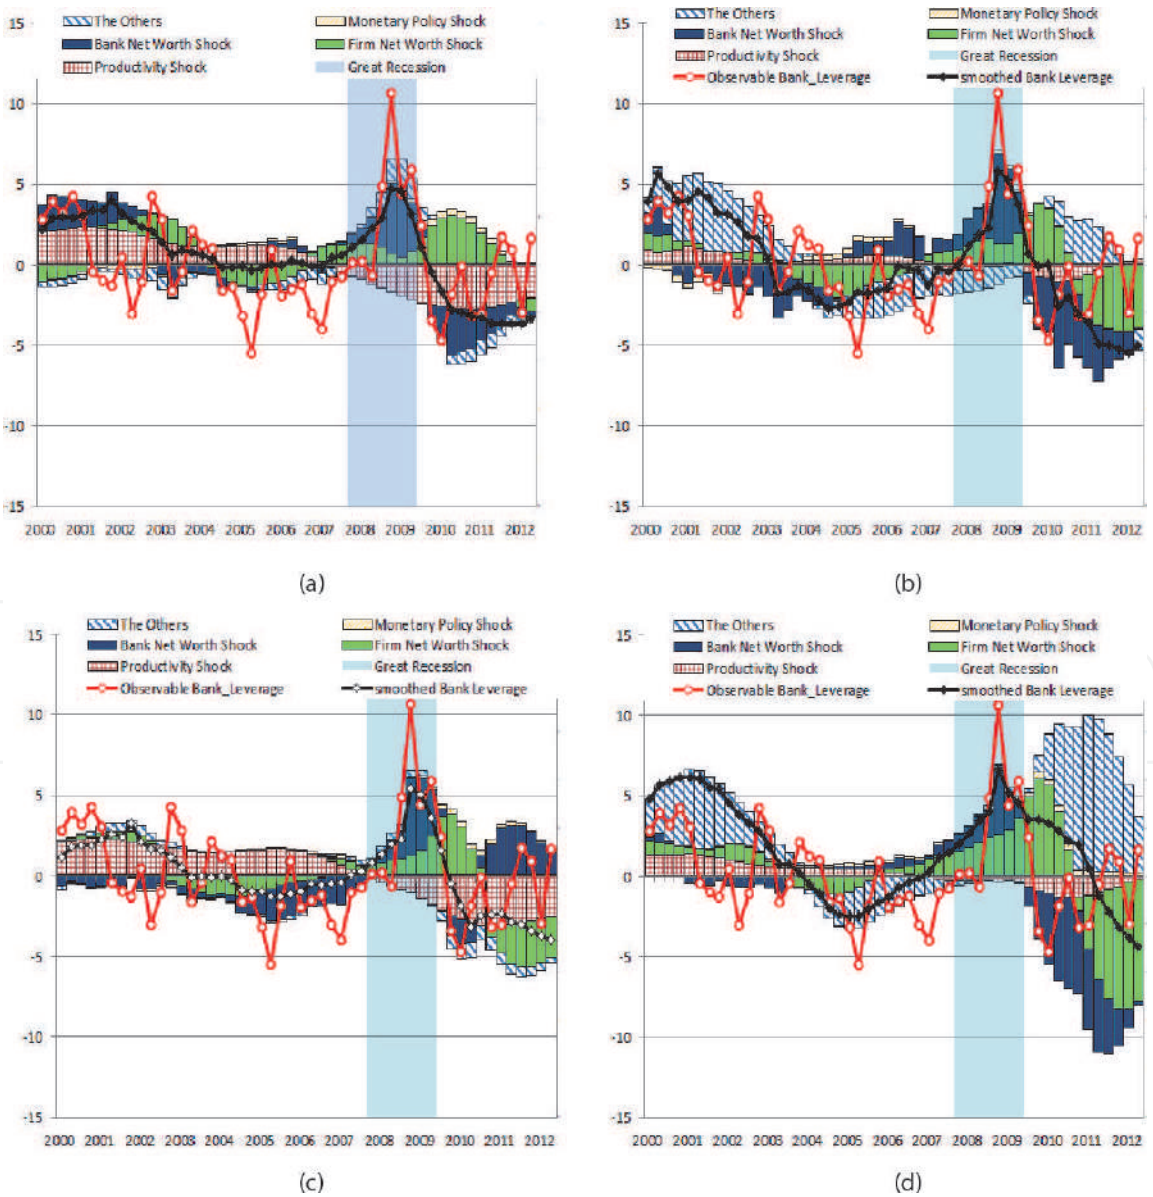 15
The Others
Monetary Policy Shock
Bank Net Worth Shock
Firm Net Worth Shock
Productivity Shock
Great Recession
10
5
0
-5
-10
-15
2000 2001 2002 2003 2004 2005 2006 2007 2008 2009 2010 2011 2012
(a)
15
The Others
Monetary Policy Shock
Bank Net Worth Shock
Firm Net Worth Shock
Productivity Shock
Great Recession
Observable Bank_Leverage
smoothed Bank Leverage
10
5
0
-5
-10
-15
2000 2001 2002 2003 2004 2005 2006 2007 2008 2009 2010 2011 2012
(b)
The Others
Monetary Policy Shock
15
Bank Net Worth Shock
Firm Net Worth Shock
Productivity Shock
Great Recession
Observable Bank_Leverage
smoothed Bank Leverage
10
5
0
-5
-10
-15
2000 2001 2002 2003 2004 2005 2006 2007 2008 2009 2010 2011 2012
(c)
The Others
Monetary Policy Shock
15
Bank Net Worth Shock
Firm Net Worth Shock
Productivity Shock
Great Recession
Observable Bank_Leverage
smoothed Bank Leverage
10
5
0
-5
-10
-15
2000 2001 2002 2003 2004 2005 2006 2007 2008 2009 2010 2011 2012
(d)